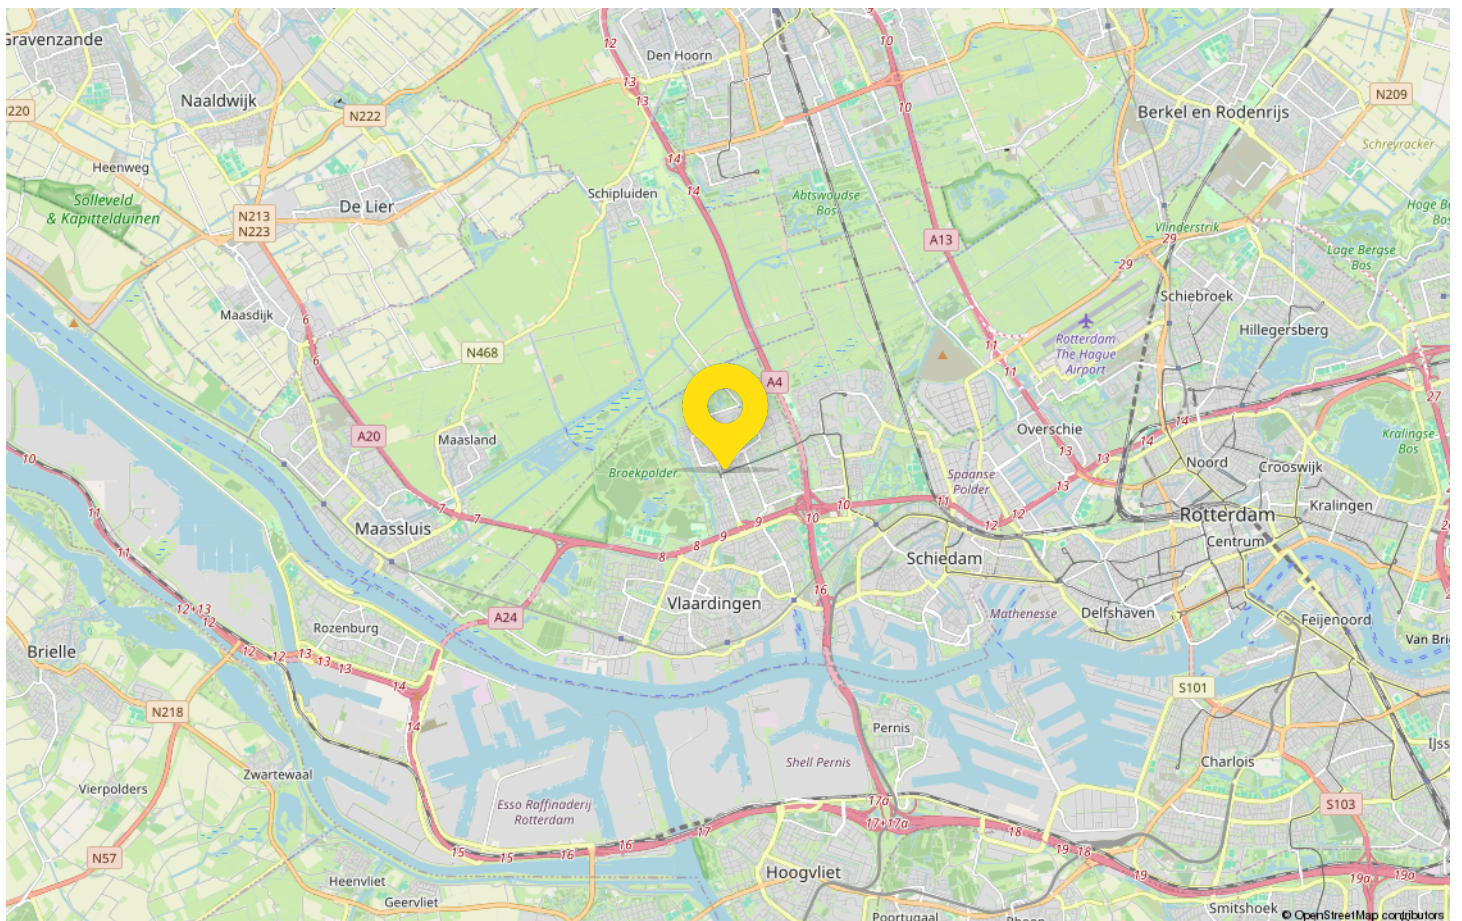 12
10
Den Hoorn
Gravenzande
13
13
N209
Naaldwijk
220
N222
10
Berkel en Rodenrijs
Schreyracker
14
Heenweg
14
Schipluiden
Abtswoudse
Bos
Solleveld
& Kapittelduinen
De Lier
N213
N223
Vlinderstrik
29
A13
Lage Bergse
Bos
29
Schiebroek
Maasdijk
6
Hillegersberg
Rotterdam
The Hague
Airport
11
N468
6
11
A4
27
14
A20
Maasland
Overschie
14
Kralingse
Bos
10
Broekpolder
13
Noord
Crooswijk
Spaanse
Polder
13
11
7
7
10
11
Kralingen
9
10
12
12
Rotterdam
Maassluis
9
8
8
Centrum
11
Schiedam
16
Vlaardingen
12+13
12
A24
Mathenesse
Delfshaven
Feijenoord
Rozenburg
Brielle
12
12
13
13
13
14
S101
N218
14
Pernis
Shell Pernis
Charlois
Zwartewaal
Vierpolders
Esso Raffinaderij
Rotterdam
17a
S103
17
17+17a
18
16
16
15
15
19
18
N57
Hoogvliet
19
19a
19a
Heenvliet
Geervliet
Smitshoek
Poortugaal
© OpenStreetMap contributors